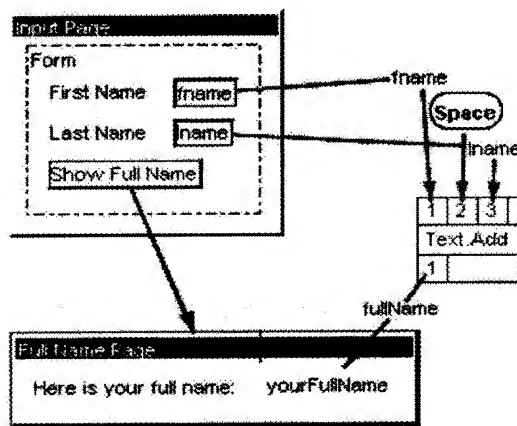 Input Page
Form
First Name fname
fname
Space
Last Name lname
lname
Show Full Name
1 2 3
Text.Add
1
fullName
Full Name Page
Here is your full name: yourFullName